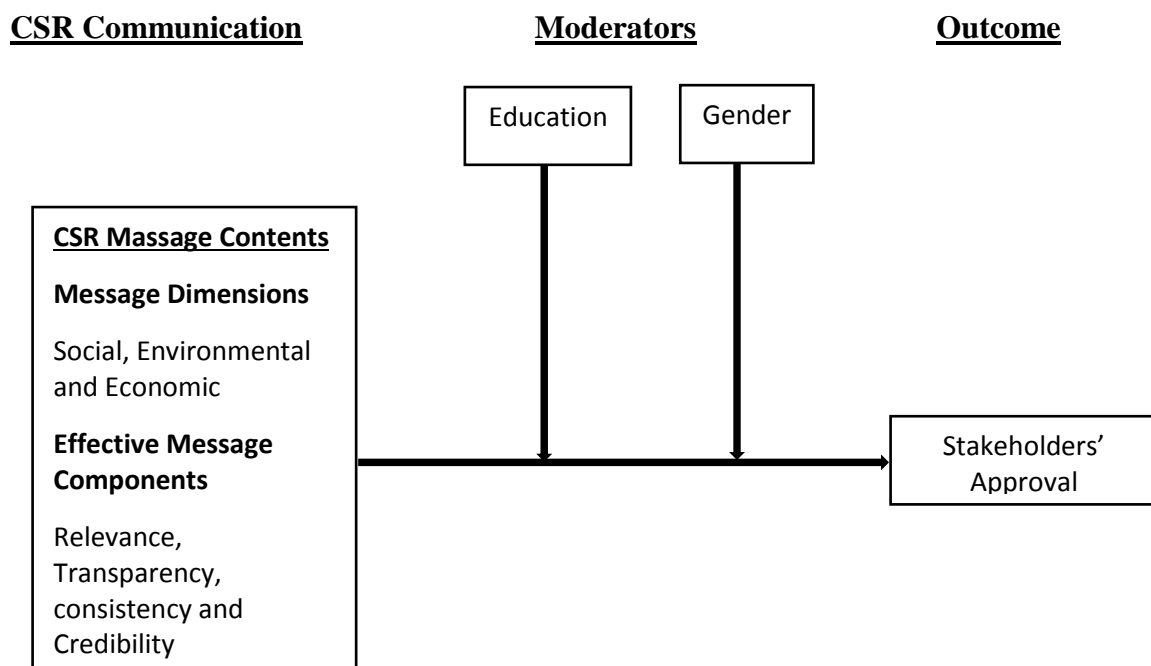 CSR Communication
Moderators
Outcome
Education
Gender
CSR Massage Contents
Message Dimensions
Social, Environmental
and Economic
Effective Message
Components
Relevance,
Transparency,
consistency and
Credibility
Stakeholders’
Approval